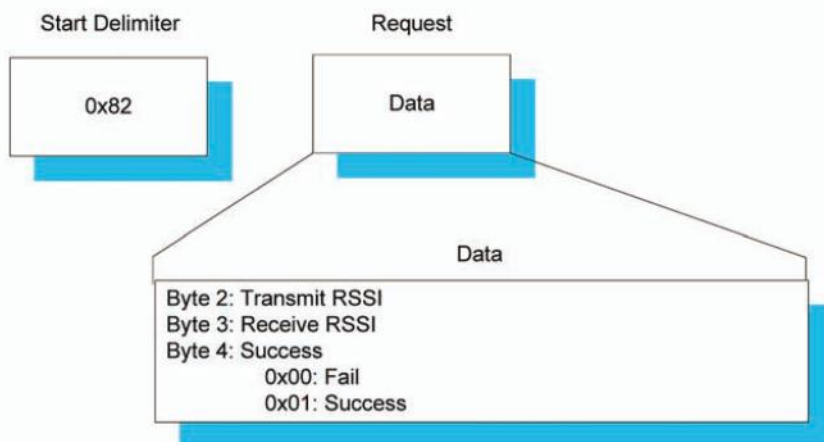 Start Delimiter
Request
0x82
Data
Data
Byte 2: Transmit RSSI
Byte 3: Receive RSSI
Byte 4: Success
0x00: Fail
0x01: Success